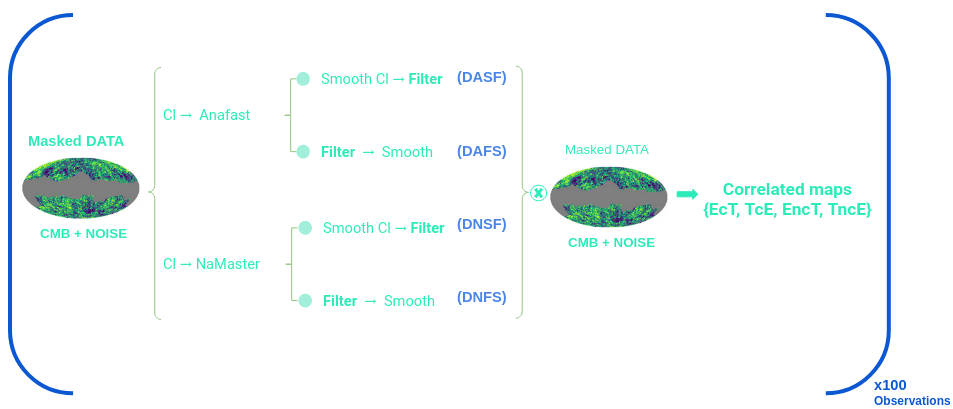 Masked DATA
CMB + NOISE
Cl → Anafast
Smooth Cl → Filter (DASF)
Filter → Smooth (DAFS)
Cl → NaMaster
Smooth Cl → Filter (DNSF)
Filter → Smooth (DNFS)
Masked DATA
CMB + NOISE
Correlated maps
{EcT, TcE, EncT, TncE}
x100
Observations